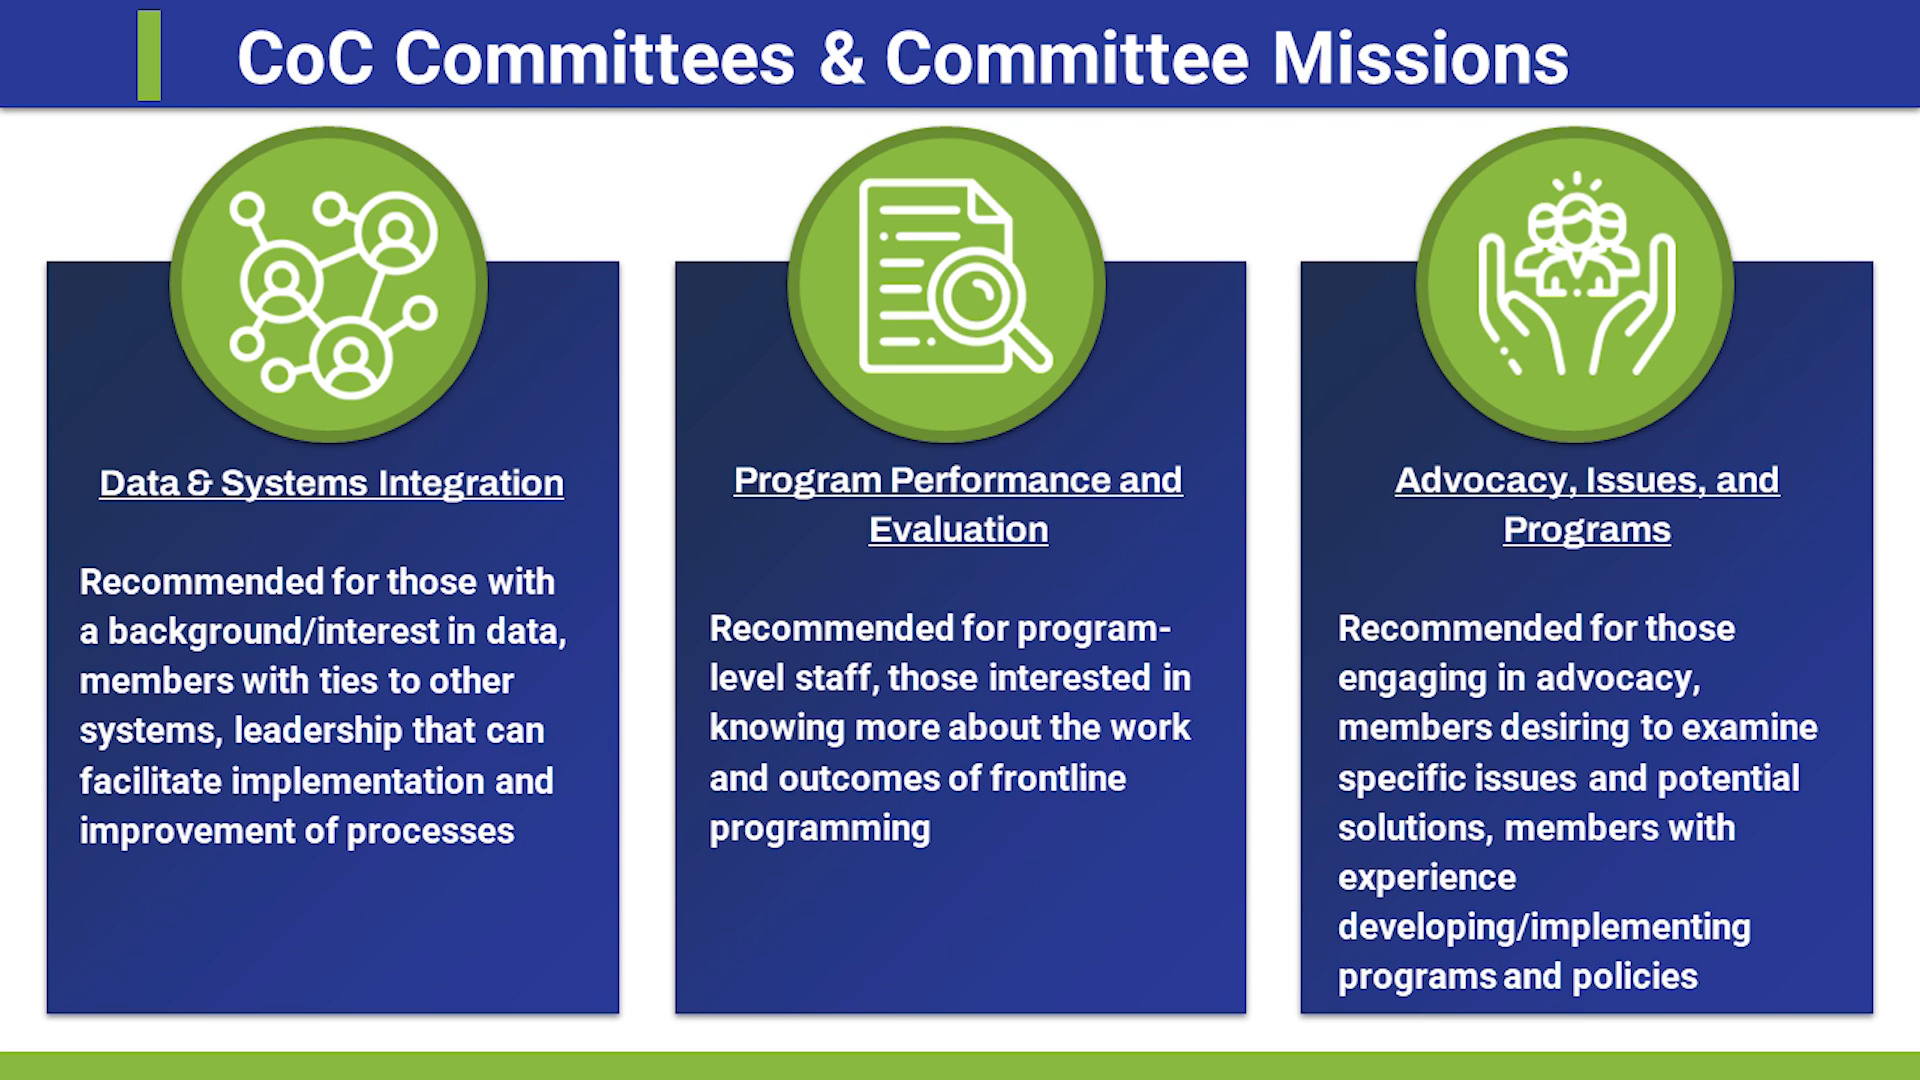 CoC Committees & Committee Missions
Data & Systems Integration
Recommended for those with
a background/interest in data,
members with ties to other
systems, leadership that can
facilitate implementation and
improvement of processes
Program Performance and
Evaluation
Recommended for program-
level staff, those interested in
knowing more about the work
and outcomes of frontline
programming
Advocacy, Issues, and
Programs
Recommended for those
engaging in advocacy,
members desiring to examine
specific issues and potential
solutions, members with
experience
developing/implementing
programs and policies